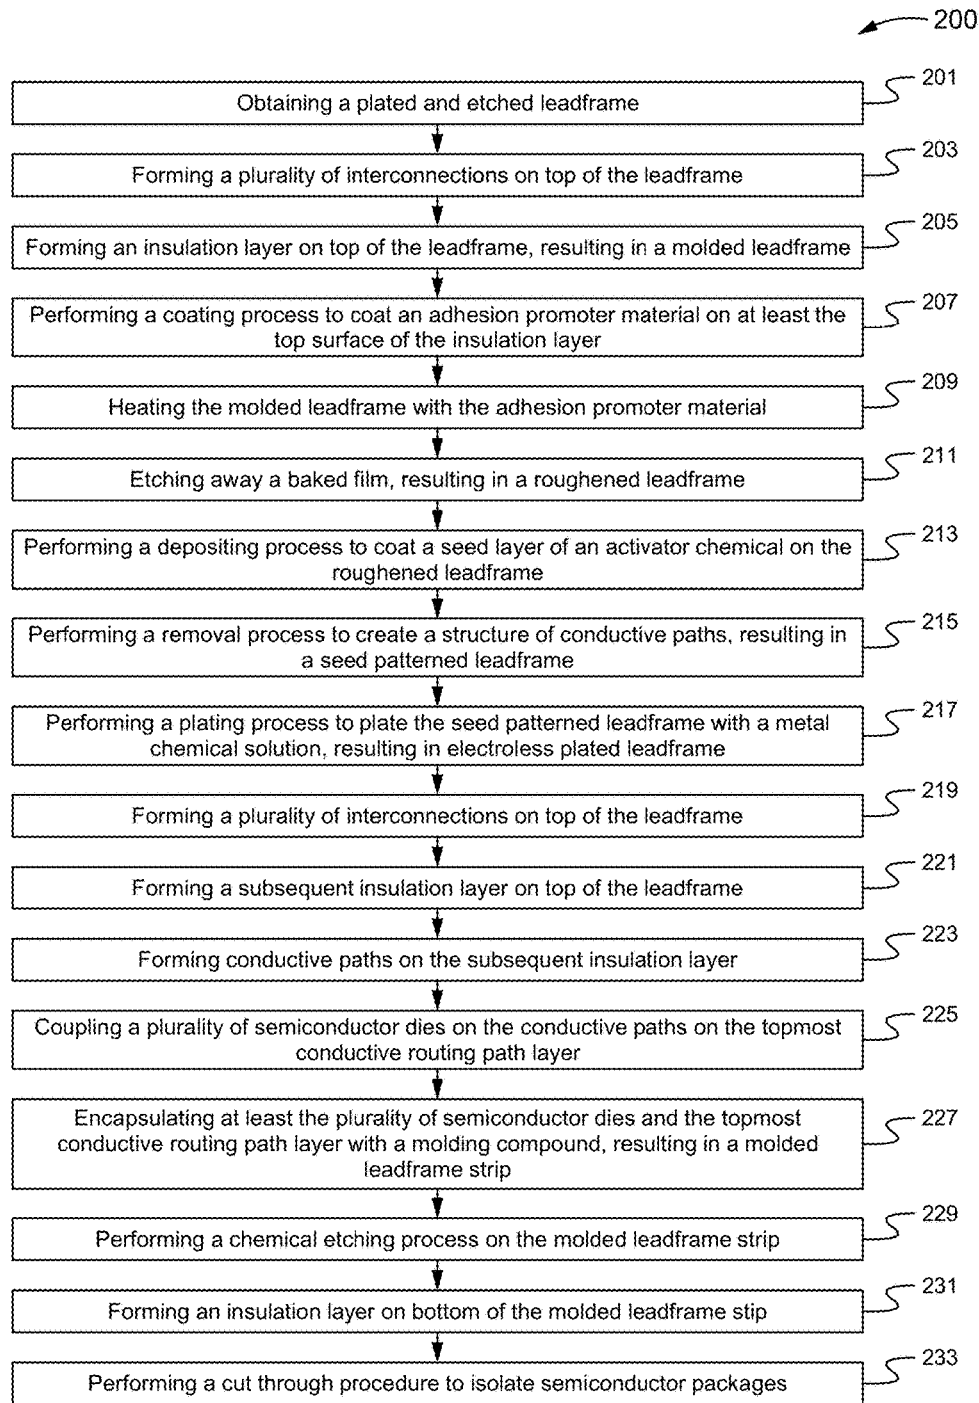 200
201
Obtaining a plated and etched leadframe
203
Forming a plurality of interconnections on top of the leadframe
205
Forming an insulation layer on top of the leadframe, resulting in a molded leadframe
207
Performing a coating process to coat an adhesion promoter material on at least the
top surface of the insulation layer
209
Heating the molded leadframe with the adhesion promoter material
211
Etching away a baked film, resulting in a roughened leadframe
213
Performing a depositing process to coat a seed layer of an activator chemical on the
roughened leadframe
215
Performing a removal process to create a structure of conductive paths, resulting in
a seed patterned leadframe
217
Performing a plating process to plate the seed patterned leadframe with a metal
chemical solution, resulting in electroless plated leadframe
219
Forming a plurality of interconnections on top of the leadframe
221
Forming a subsequent insulation layer on top of the leadframe
223
Forming conductive paths on the subsequent insulation layer
225
Coupling a plurality of semiconductor dies on the conductive paths on the topmost
conductive routing path layer
227
Encapsulating at least the plurality of semiconductor dies and the topmost
conductive routing path layer with a molding compound, resulting in a molded
leadframe strip
229
Performing a chemical etching process on the molded leadframe strip
231
Forming an insulation layer on bottom of the molded leadframe stip
233
Performing a cut through procedure to isolate semiconductor packages